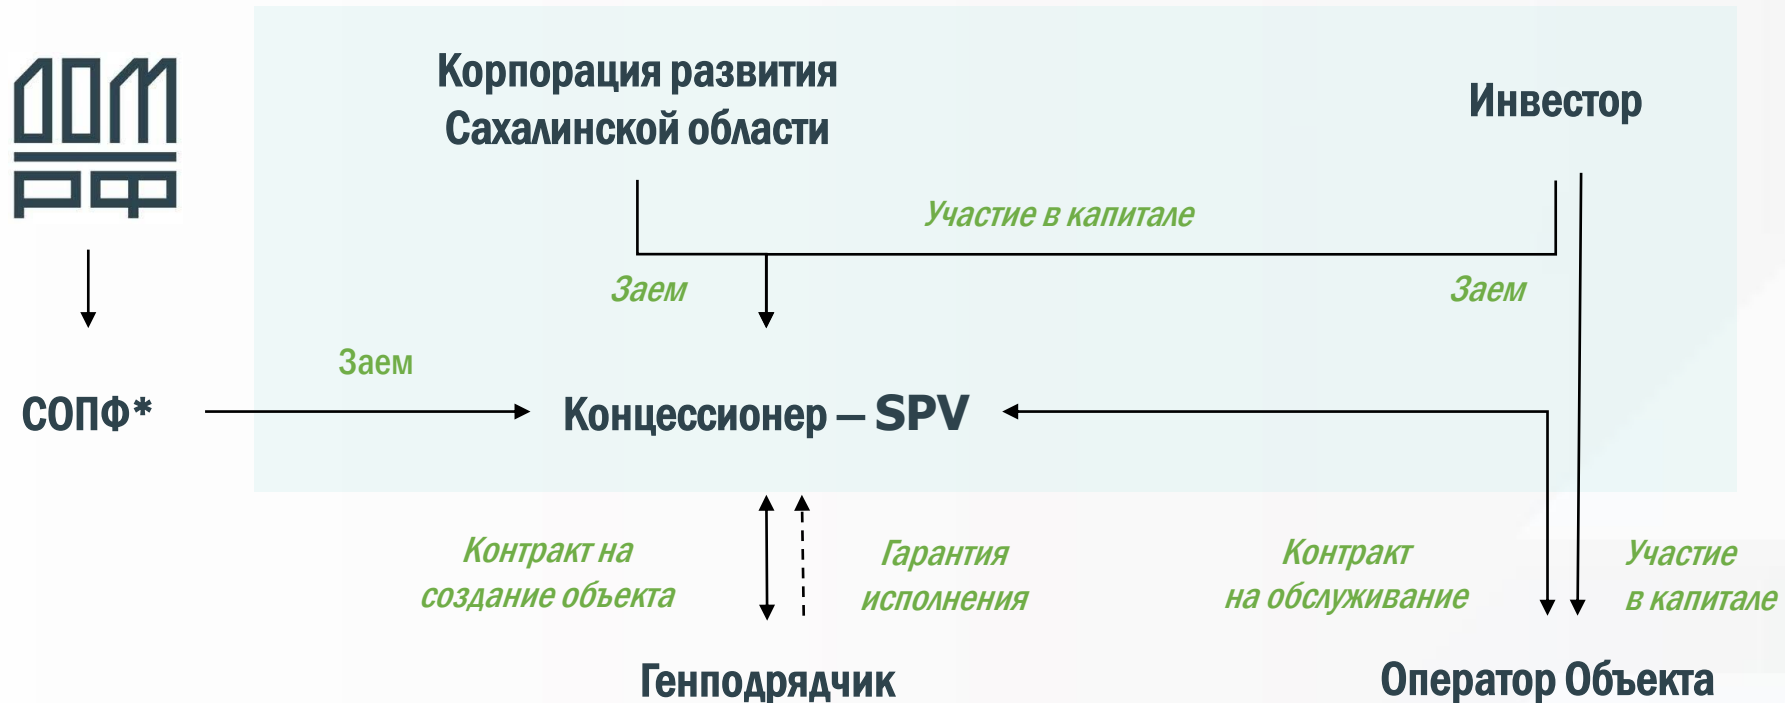 ДОМ
РФ
Корпорация развития
Сахалинской области
Инвестор
Участие в капитале
Заем
Заем
Заем
СОПФ*
Концессионер – SPV
Контракт на
создание объекта
Гарантия
исполнения
Контракт
на обслуживание
Участие
в капитале
Генподрядчик
Оператор Объекта